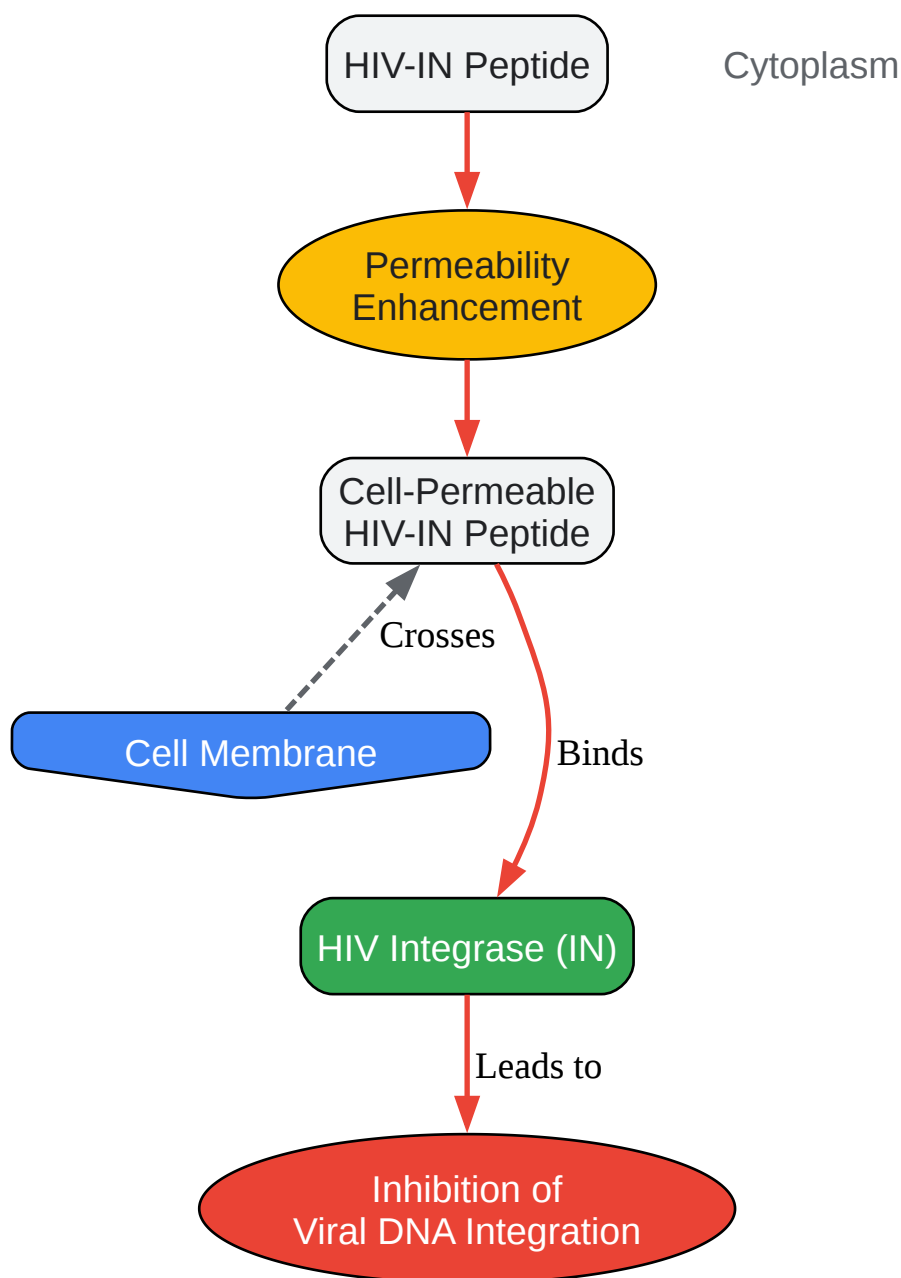 HIV-IN Peptide
Cytoplasm
Permeability
Enhancement
Cell-Permeable
HIV-IN Peptide
Crosses
Cell Membrane
Binds
HIV Integrase (IN)
Leads to
Inhibition of
Viral DNA Integration